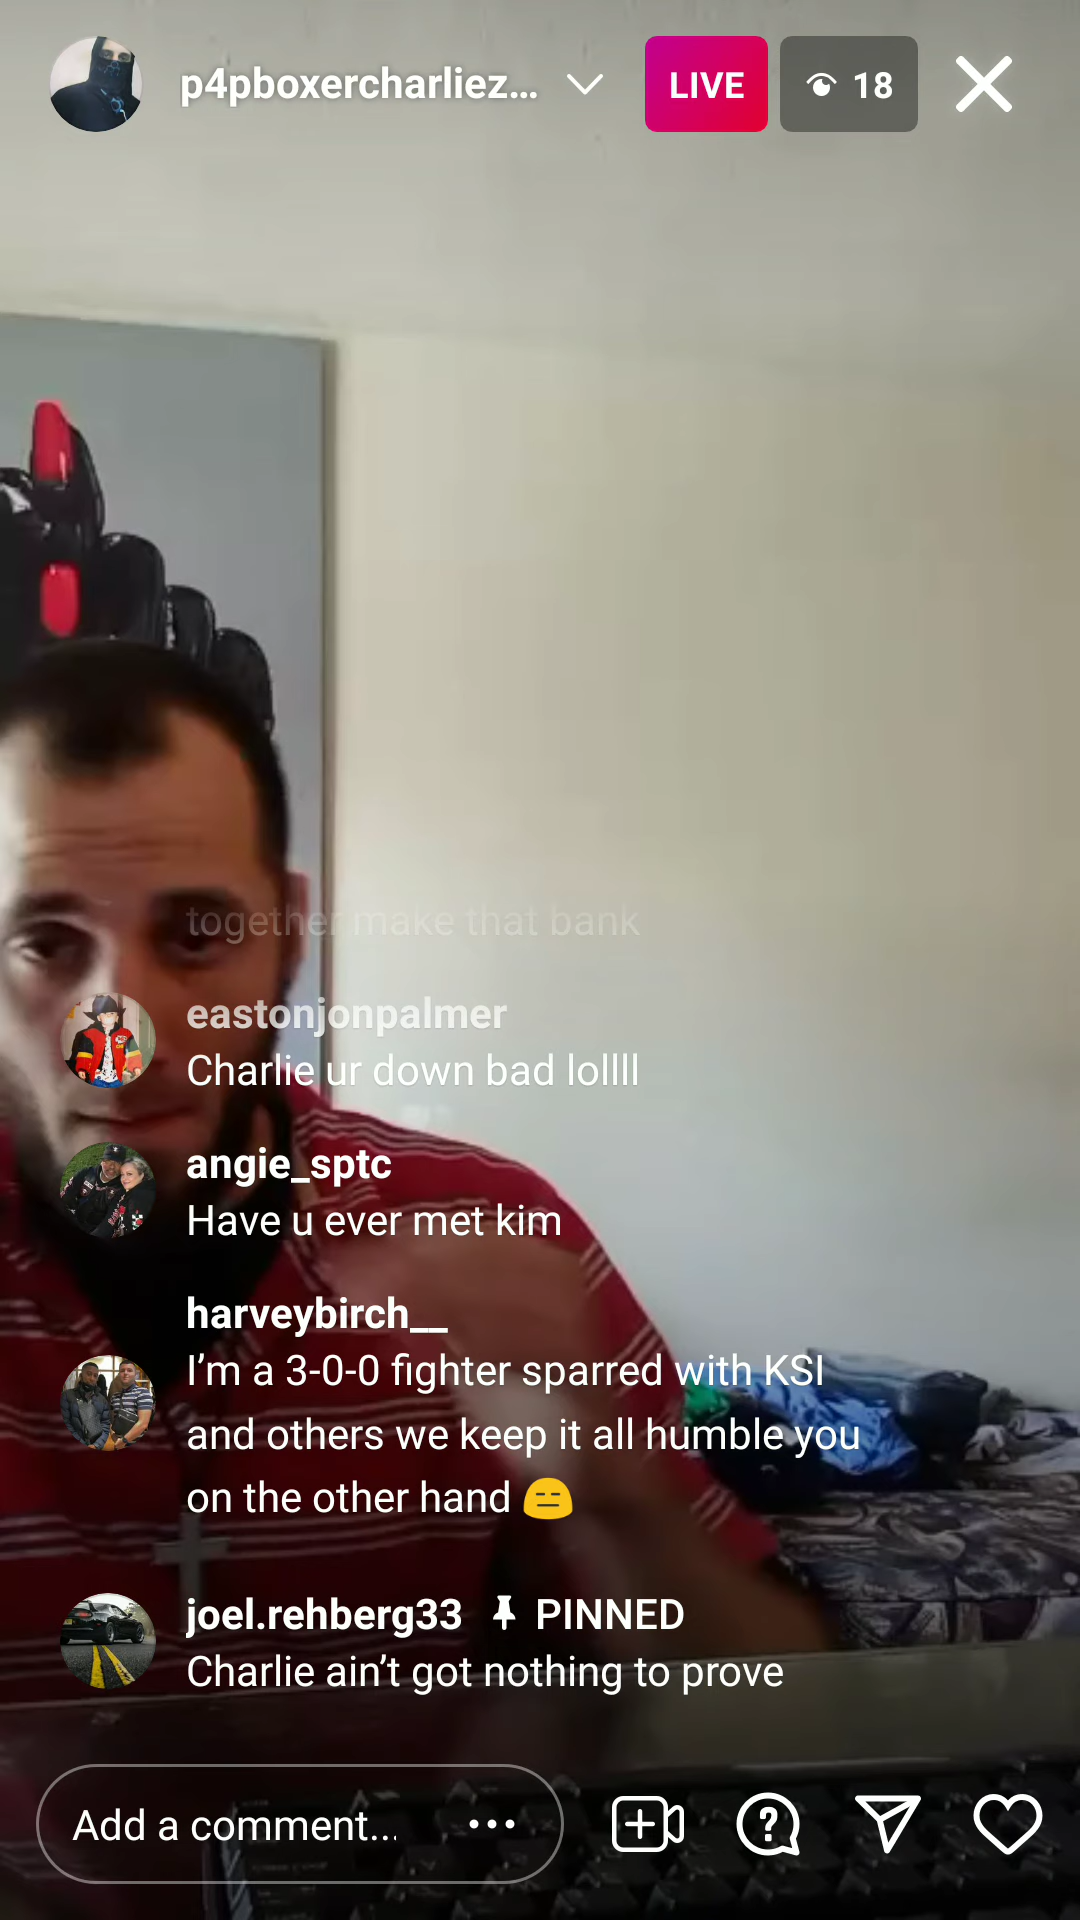 p4pboxercharliez...
LIVE
18
together make that bank
eastonjonpalmer
Charlie ur down bad lollll
angie_sptc
Have u ever met kim
harveybirch__
I'm a 3-0-0 fighter sparred with KSI
and others we keep it all humble you
on the other hand 😑
joel.rehberg33 PINNED
Charlie ain't got nothing to prove
Add a comment...